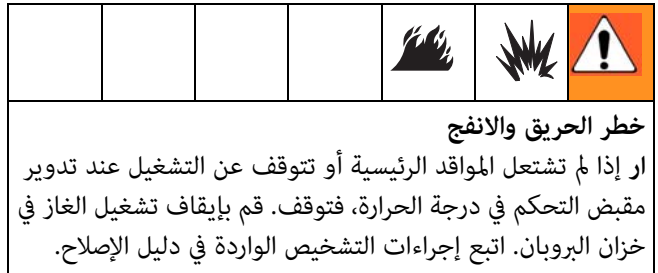 خطر الحريق والانفج
ار إذا لم تشتعل المواقد الرئيسية أو تتوقف عن التشغيل عند تدوير
مقبض التحكم في درجة الحرارة، فتوقف. قم بإيقاف تشغيل الغاز في
خزان البروبان. اتبع إجراءات التشخيص الواردة في دليل الإصلاح.